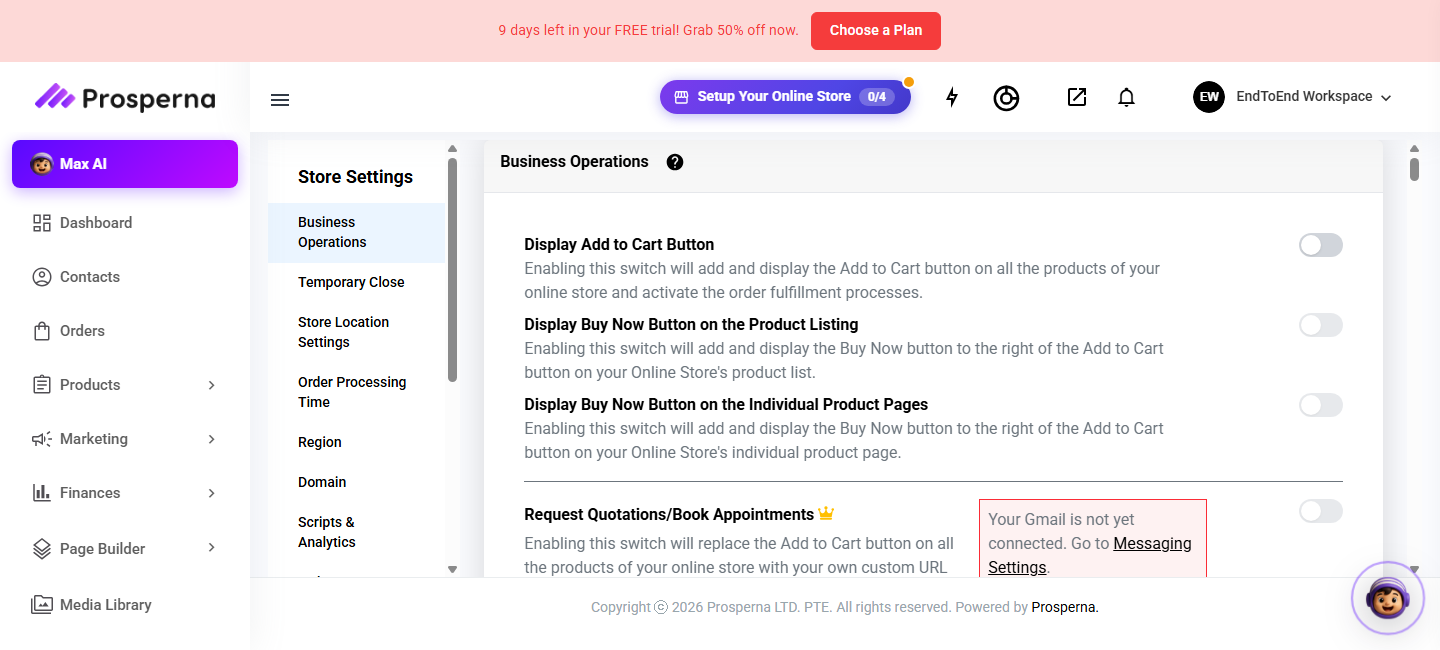 9 days left in your FREE trial! Grab 50% off now.
Choose a Plan
Prosperna
Setup Your Online Store 0/4
EW
EndToEnd Workspace
Max AI
Dashboard
Contacts
Orders
Products
Marketing
Finances
Page Builder
Media Library
Store Settings
Business
Operations
Temporary Close
Store Location
Settings
Order Processing
Time
Region
Domain
Scripts &
Analytics
Business Operations
Display Add to Cart Button
Enabling this switch will add and display the Add to Cart button on all the products of your
online store and activate the order fulfillment processes.
Display Buy Now Button on the Product Listing
Enabling this switch will add and display the Buy Now button to the right of the Add to Cart
button on your Online Store's product list.
Display Buy Now Button on the Individual Product Pages
Enabling this switch will add and display the Buy Now button to the right of the Add to Cart
button on your Online Store's individual product page.
Request Quotations/Book Appointments
Enabling this switch will replace the Add to Cart button on all
the products of your online store with your own custom URL
Your Gmail is not yet
connected. Go to Messaging
Settings.
Copyright © 2026 Prosperna LTD. PTE. All rights reserved. Powered by Prosperna.